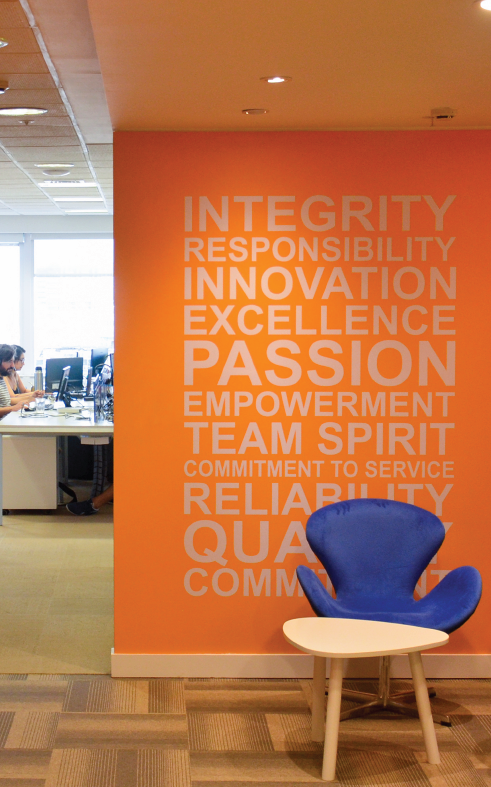 INTEGRITY
RESPONSIBILITY
INNOVATION
EXCELLENCE
PASSION
EMPOWERMENT
TEAM SPIRIT
COMMITMENT TO SERVICE
RELIABILITY